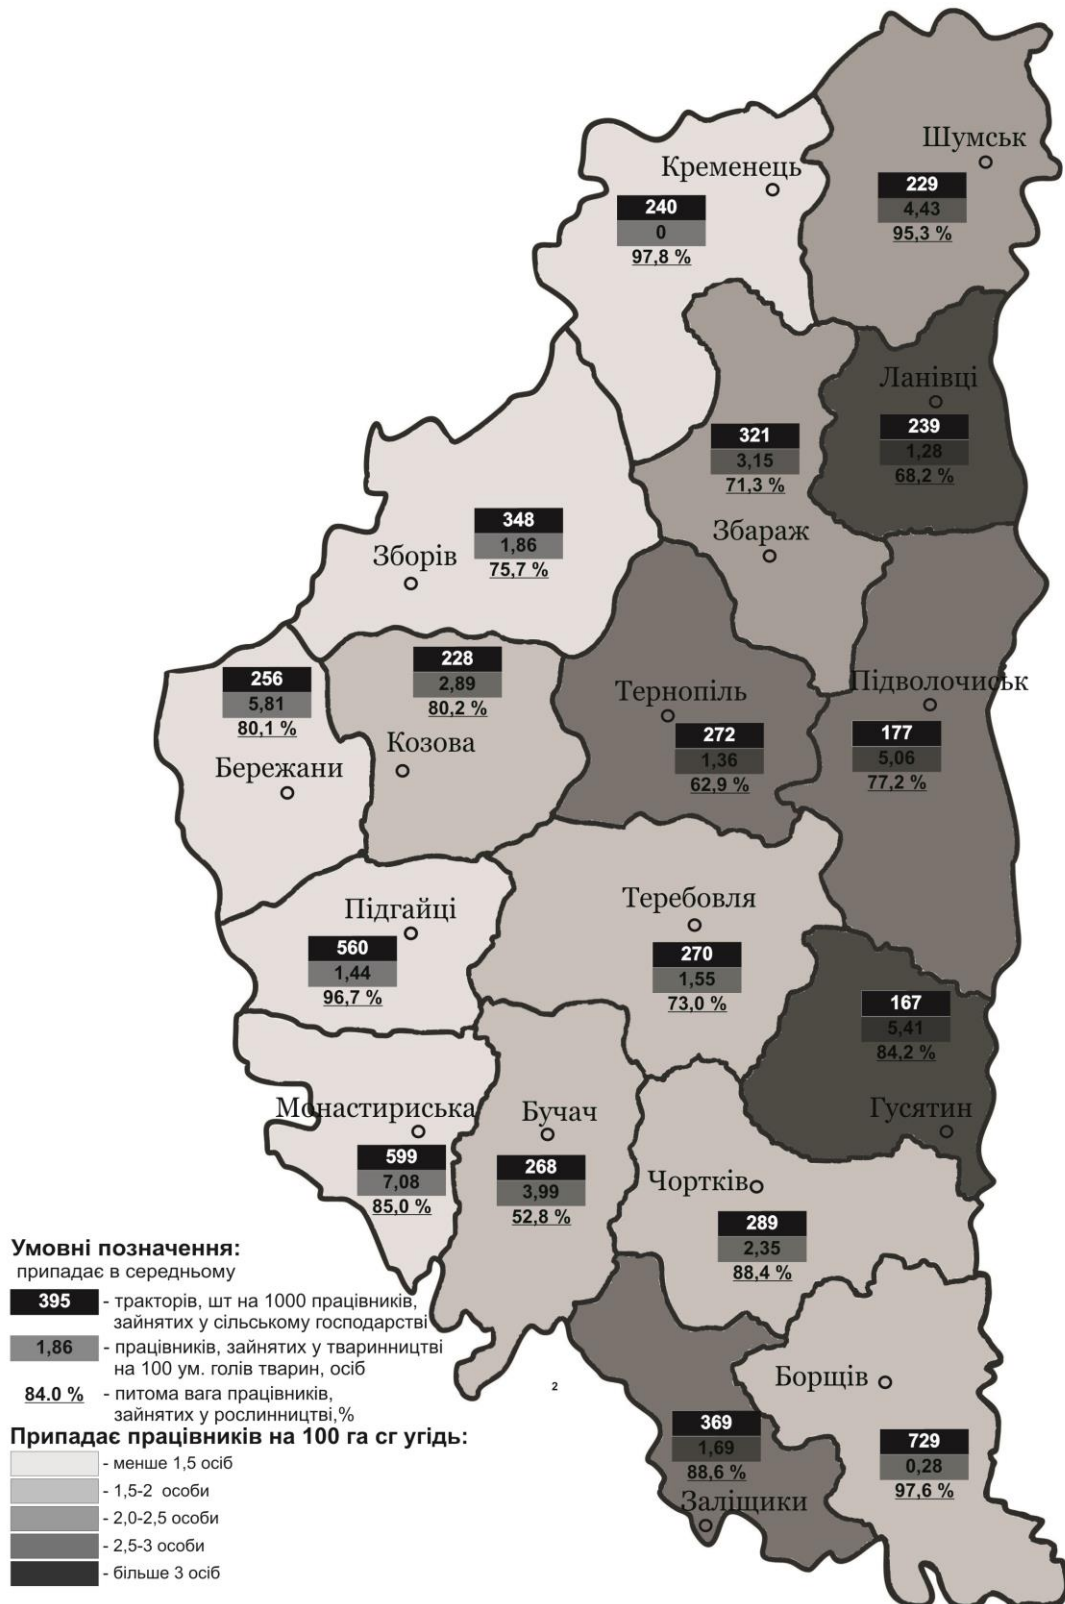 Шумськ
229
4,43
95,3 %
Кременець
240
0
97,8 %
Ланівці
239
1,28
68,2 %
321
3,15
71,3 %
Збараж
348
1,86
75,7 %
Зборів
228
2,89
80,2 %
Козова
256
5,81
80,1 %
Бережани
Тернопіль
272
1,36
62,9 %
Підволочиськ
177
5,06
77,2 %
Підгайці
560
1,44
96,7 %
Теребовля
270
1,55
73,0 %
167
5,41
84,2 %
Гусятин
Монастириська
599
7,08
85,0 %
Бучач
268
3,99
52,8 %
Чортків
289
2,35
88,4 %
Борщів
729
0,28
97,6 %
369
1,69
88,6 %
Заліщики
2
Умовні позначення:
припадає в середньому
395 - тракторів, шт на 1000 працівників,
зайнятих у сільському господарстві
1,86 - працівників, зайнятих у тваринництві
на 100 ум. голів тварин, осіб
84.0 % - питома вага працівників,
зайнятих у рослинництві,%
Припадає працівників на 100 га сг угідь:
- менше 1,5 осіб
- 1,5-2 особи
- 2,0-2,5 особи
- 2,5-3 особи
- більше 3 осіб